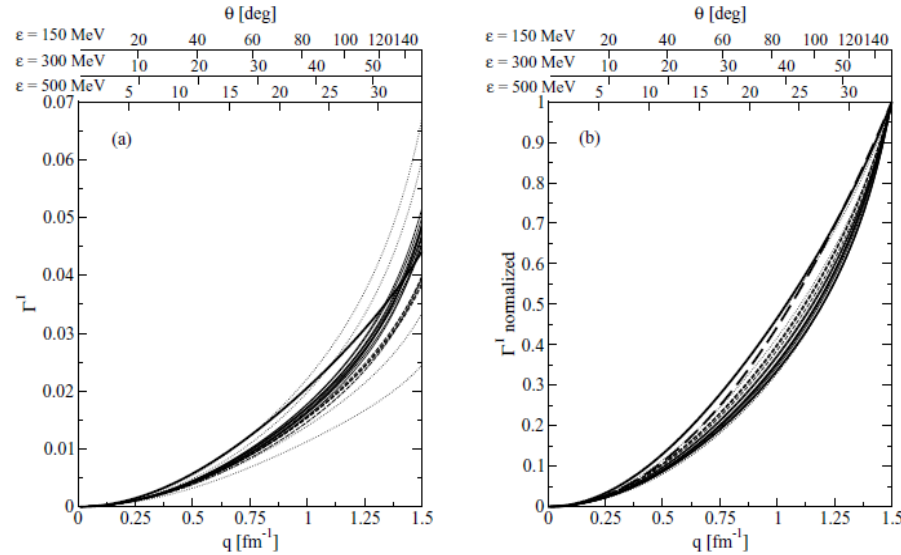 θ [deg]
ε = 150 MeV 20 40 60 80 100 120 140
ε = 300 MeV 10 20 30 40 50
ε = 500 MeV 5 10 15 20 25 30
0.07
0.06
0.05
0.04
0.03
0.02
0.01
0
(a)
Γ^I
0 0.25 0.5 0.75 1 1.25 1.5
q [fm⁻¹]
θ [deg]
ε = 150 MeV 20 40 60 80 100 120 140
ε = 300 MeV 10 20 30 40 50
ε = 500 MeV 5 10 15 20 25 30
1
0.9
0.8
0.7
0.6
0.5
0.4
0.3
0.2
0.1
0
(b)
Γ^I normalized
0 0.25 0.5 0.75 1 1.25 1.5
q [fm⁻¹]